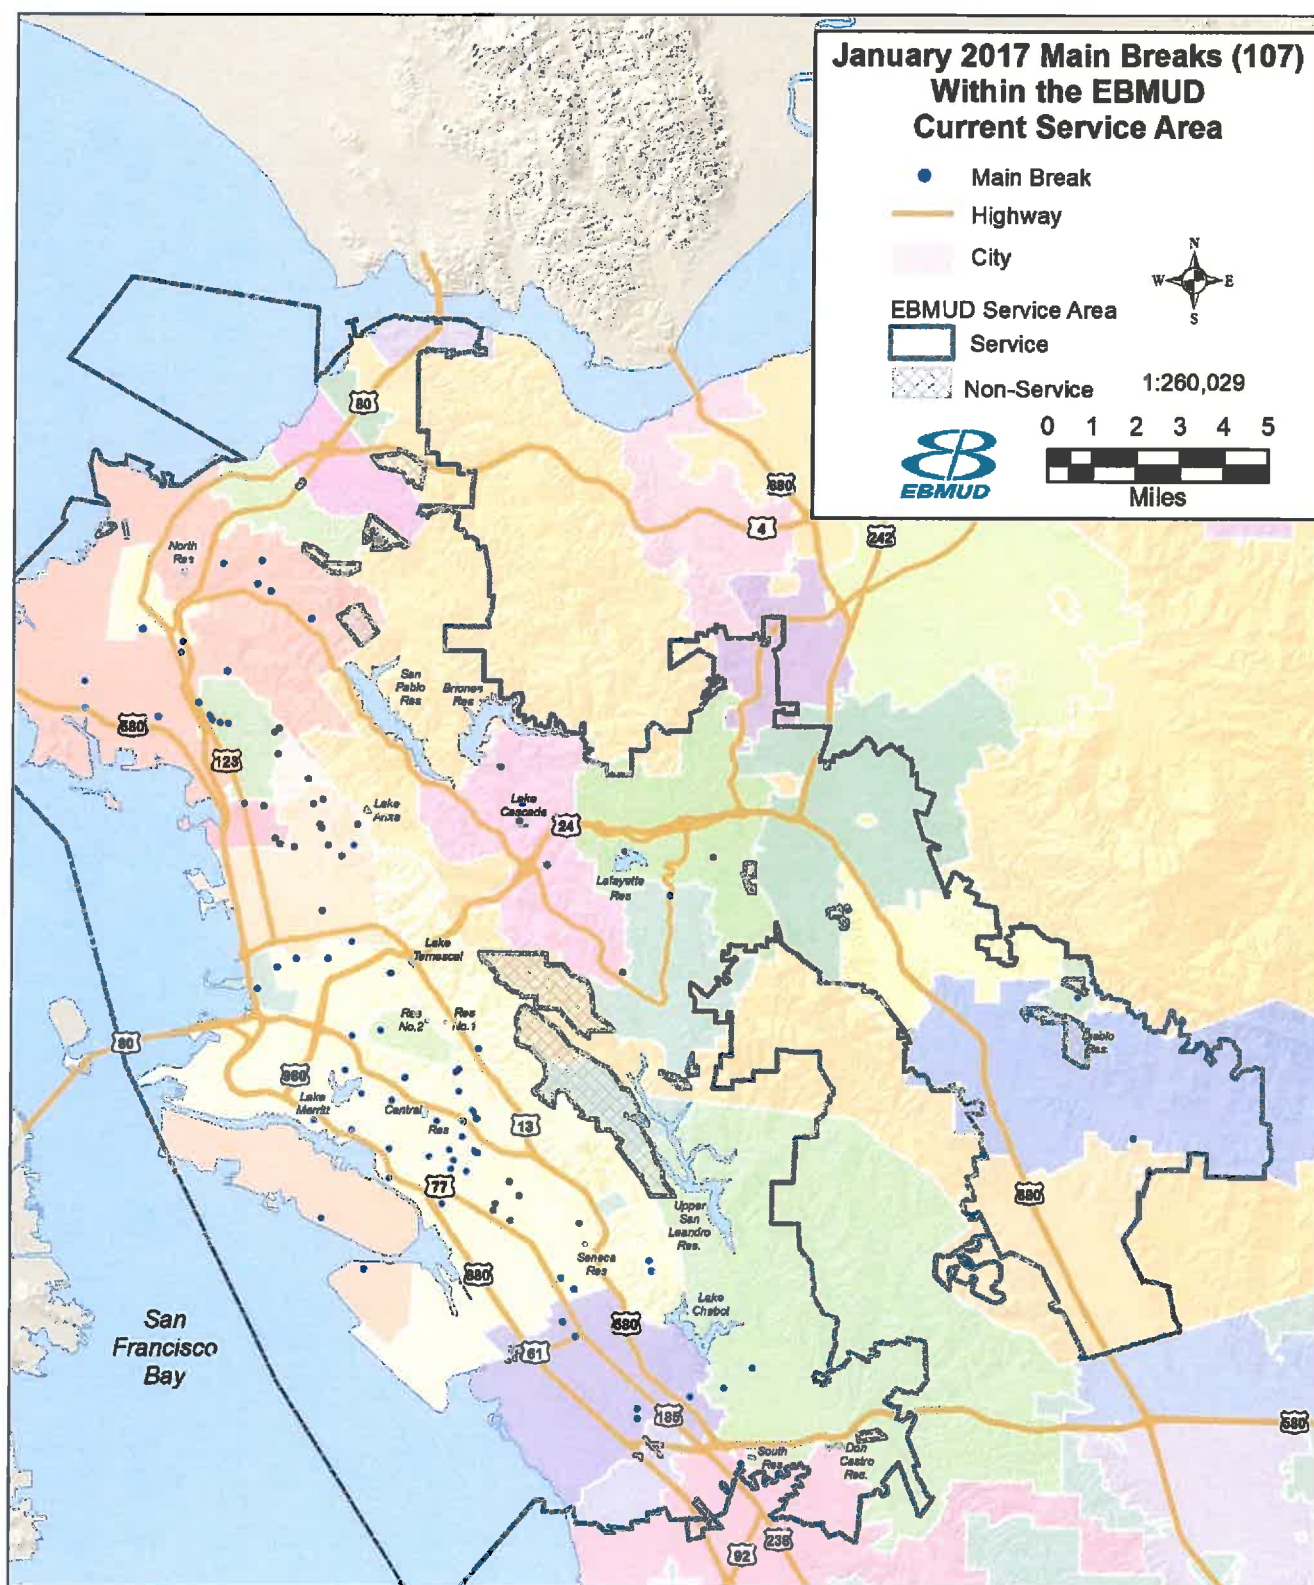 January 2017 Main Breaks (107)
Within the EBMUD
Current Service Area
Main Break
Highway
City
N
W
E
S
EBMUD Service Area
Service
Non-Service
1:260,029
0 1 2 3 4 5
Miles
EBMUD
80
680
4
242
North
Res
San
Pablo
Res
Briones
Res
580
123
Lake
Anza
Lake
Cascade
24
Lafayette
Res
Lake
Temescal
Res
No.2
Res
No.1
80
980
Lake
Merritt
Central
Res
13
77
Diablo
Res.
680
Upper
San
Leandro
Res.
Seneca
Res
880
Lake
Chabot
580
61
San
Francisco
Bay
185
580
South
Res
Don
Castro
Res.
238
92